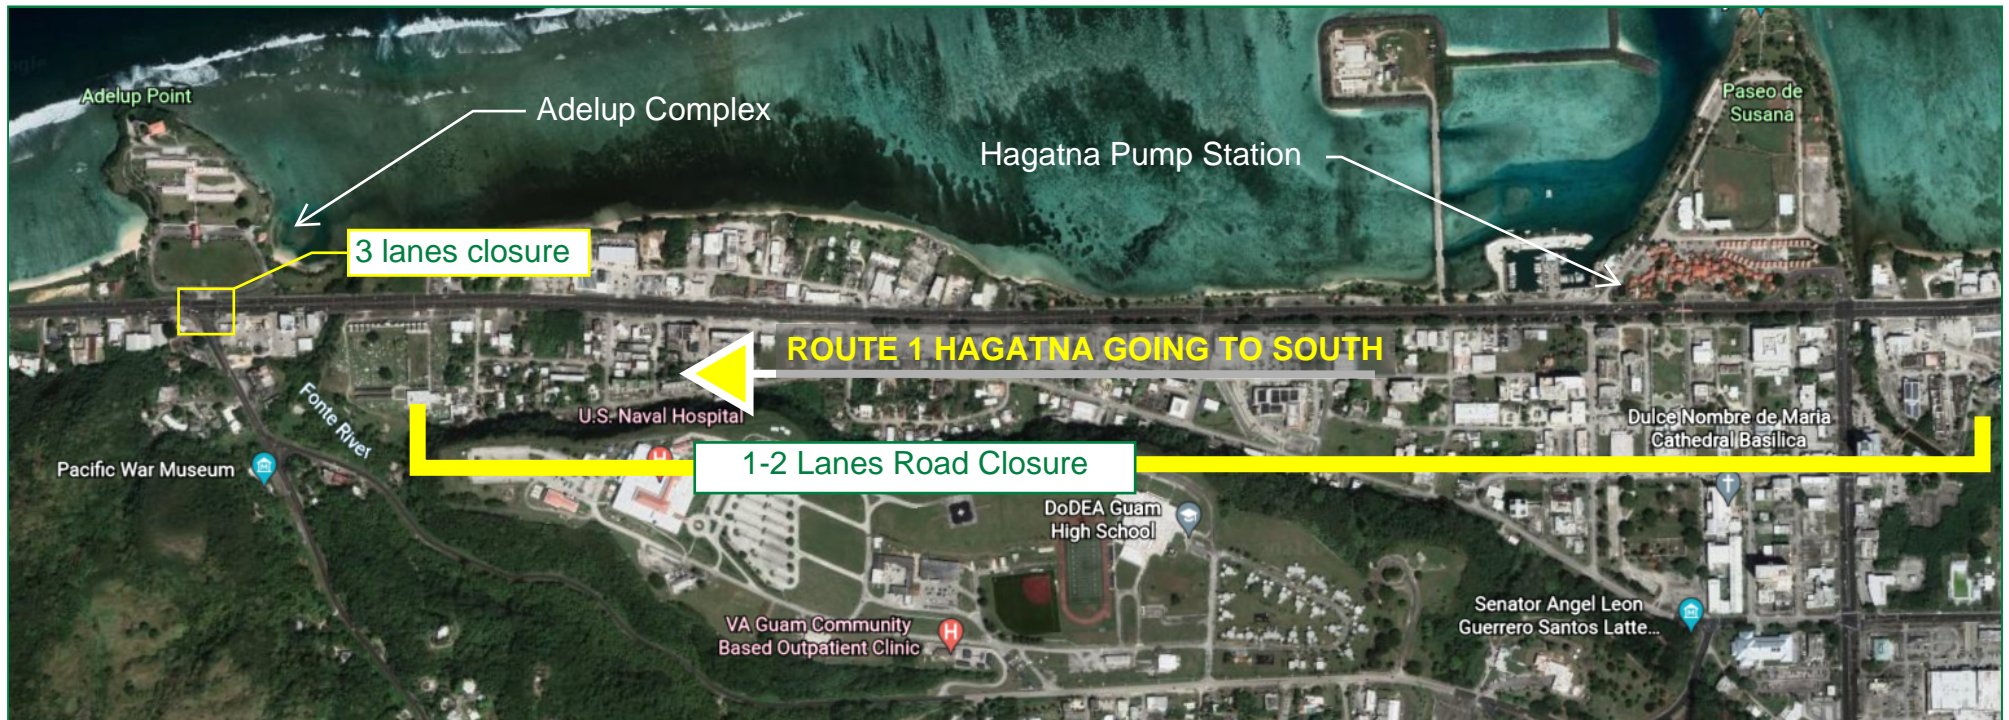 Adelup Point
Adelup Complex
Paseo de
Susana
Hagatna Pump Station
3 lanes closure
ROUTE 1 HAGATNA GOING TO SOUTH
Fonte River
U.S. Naval Hospital
Dulce Nombre de Maria
Cathedral Basilica
Pacific War Museum
1-2 Lanes Road Closure
DoDEA Guam
High School
Senator Angel Leon
Guerrero Santos Latte...
VA Guam Community
Based Outpatient Clinic
H
H